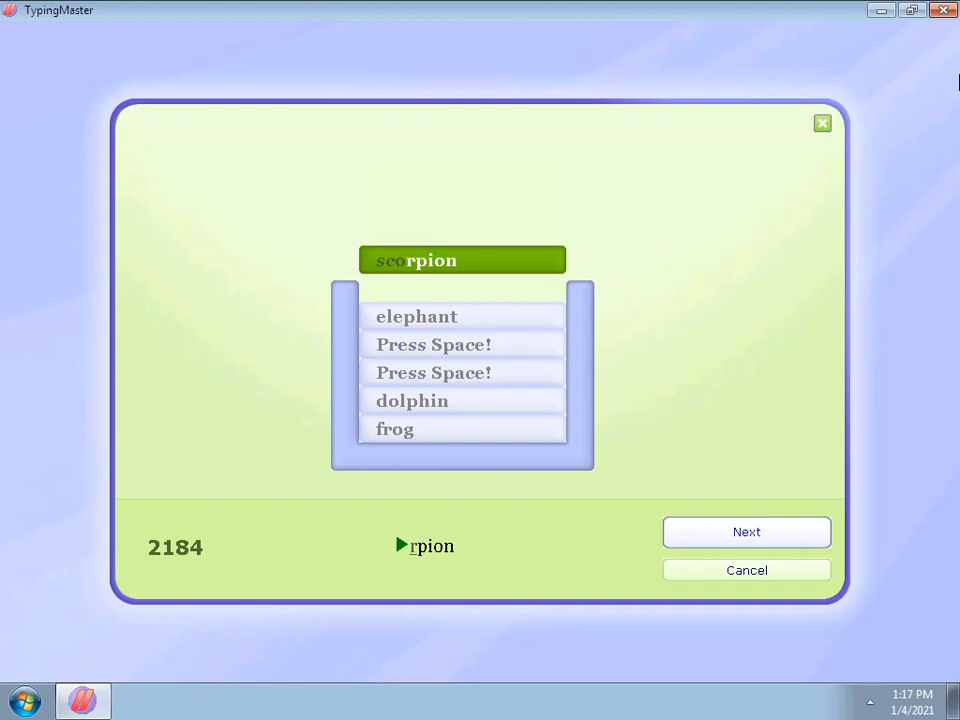 TypingMaster
scorpion
elephant
Press Space!
Press Space!
dolphin
frog
2184
rpion
Next
Cancel
1:17 PM
1/4/2021